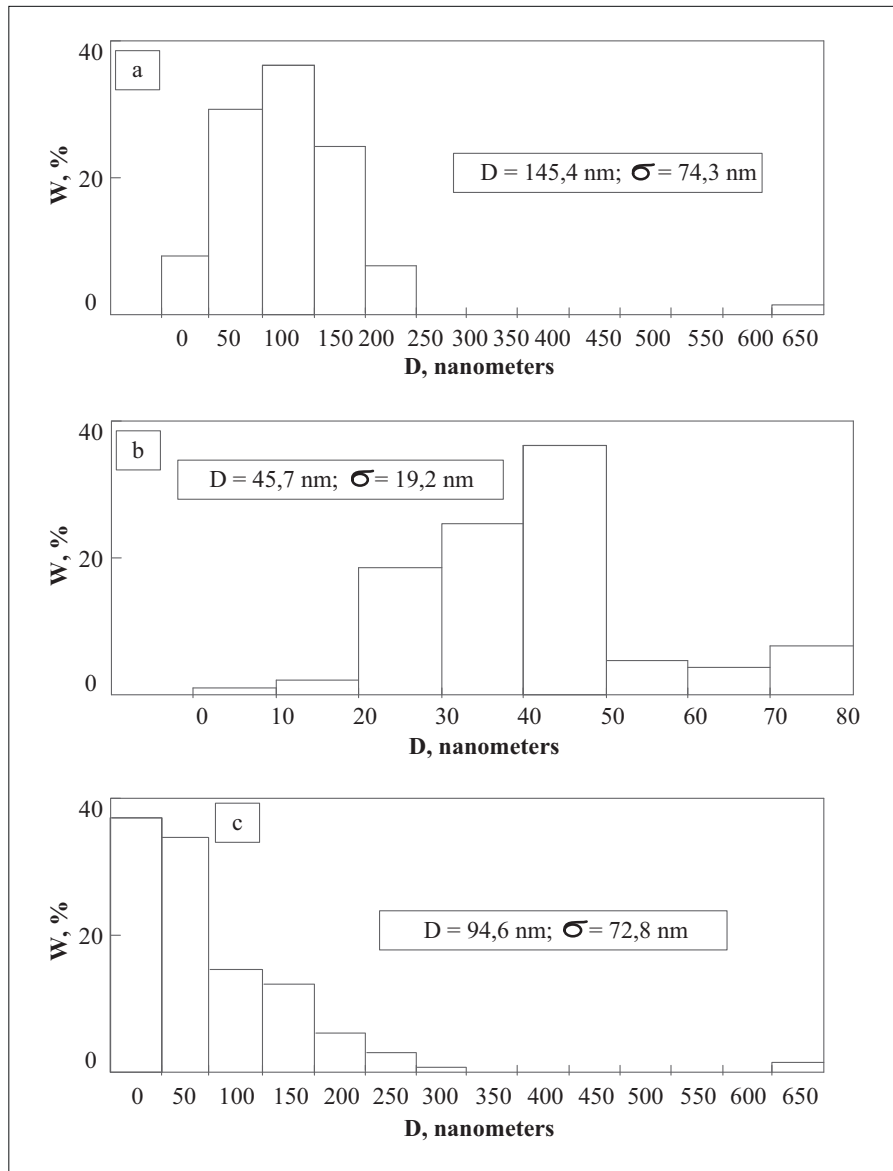 40
a
W, %
20
D = 145,4 nm; σ = 74,3 nm
0
0 50 100 150 200 250 300 350 400 450 500 550 600 650
D, nanometers
40
b
D = 45,7 nm; σ = 19,2 nm
W, %
20
0
0 10 20 30 40 50 60 70 80
D, nanometers
40
c
W, %
20
D = 94,6 nm; σ = 72,8 nm
0
0 50 100 150 200 250 300 350 400 450 500 550 600 650
D, nanometers